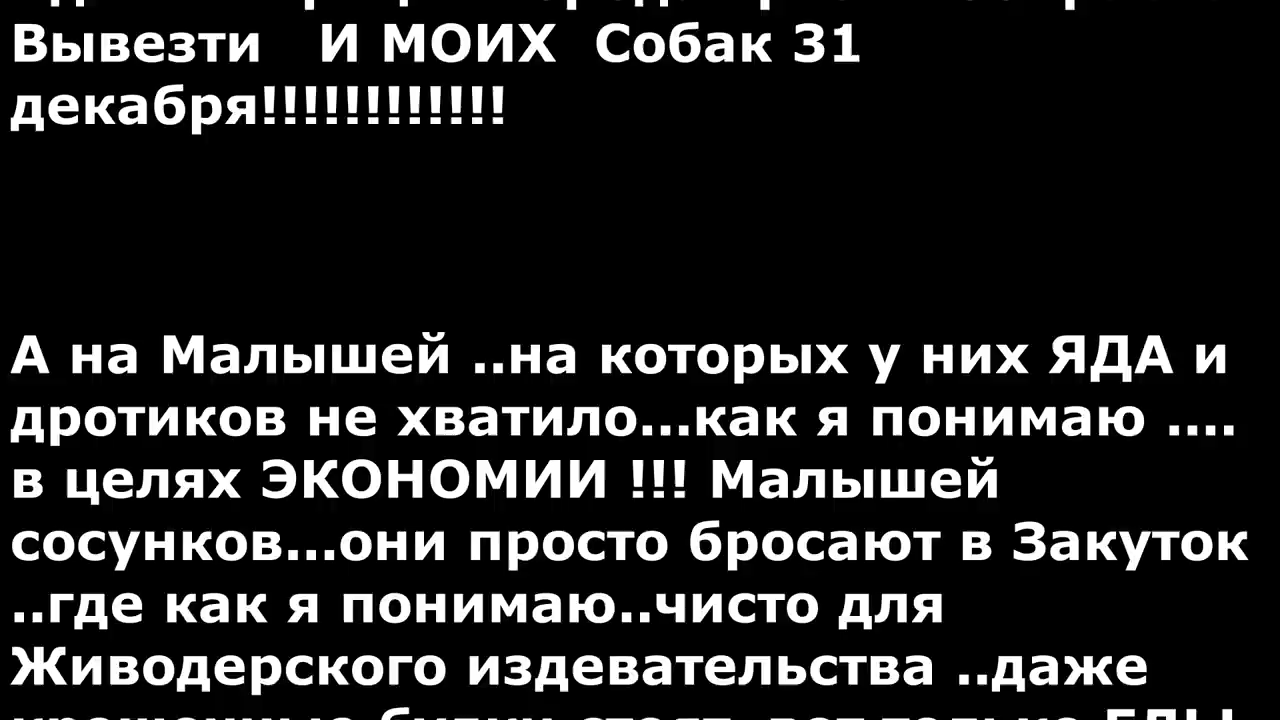 Вывезти И МОИХ Собак 31
декабря!!!!!!!!!!!!
А на Малышей ..на которых у них ЯДА и
дротиков не хватило...как я понимаю ....
в целях ЭКОНОМИИ !!! Малышей
сосунков...они просто бросают в Закуток
..где как я понимаю..чисто для
Живодерского издевательства ..даже